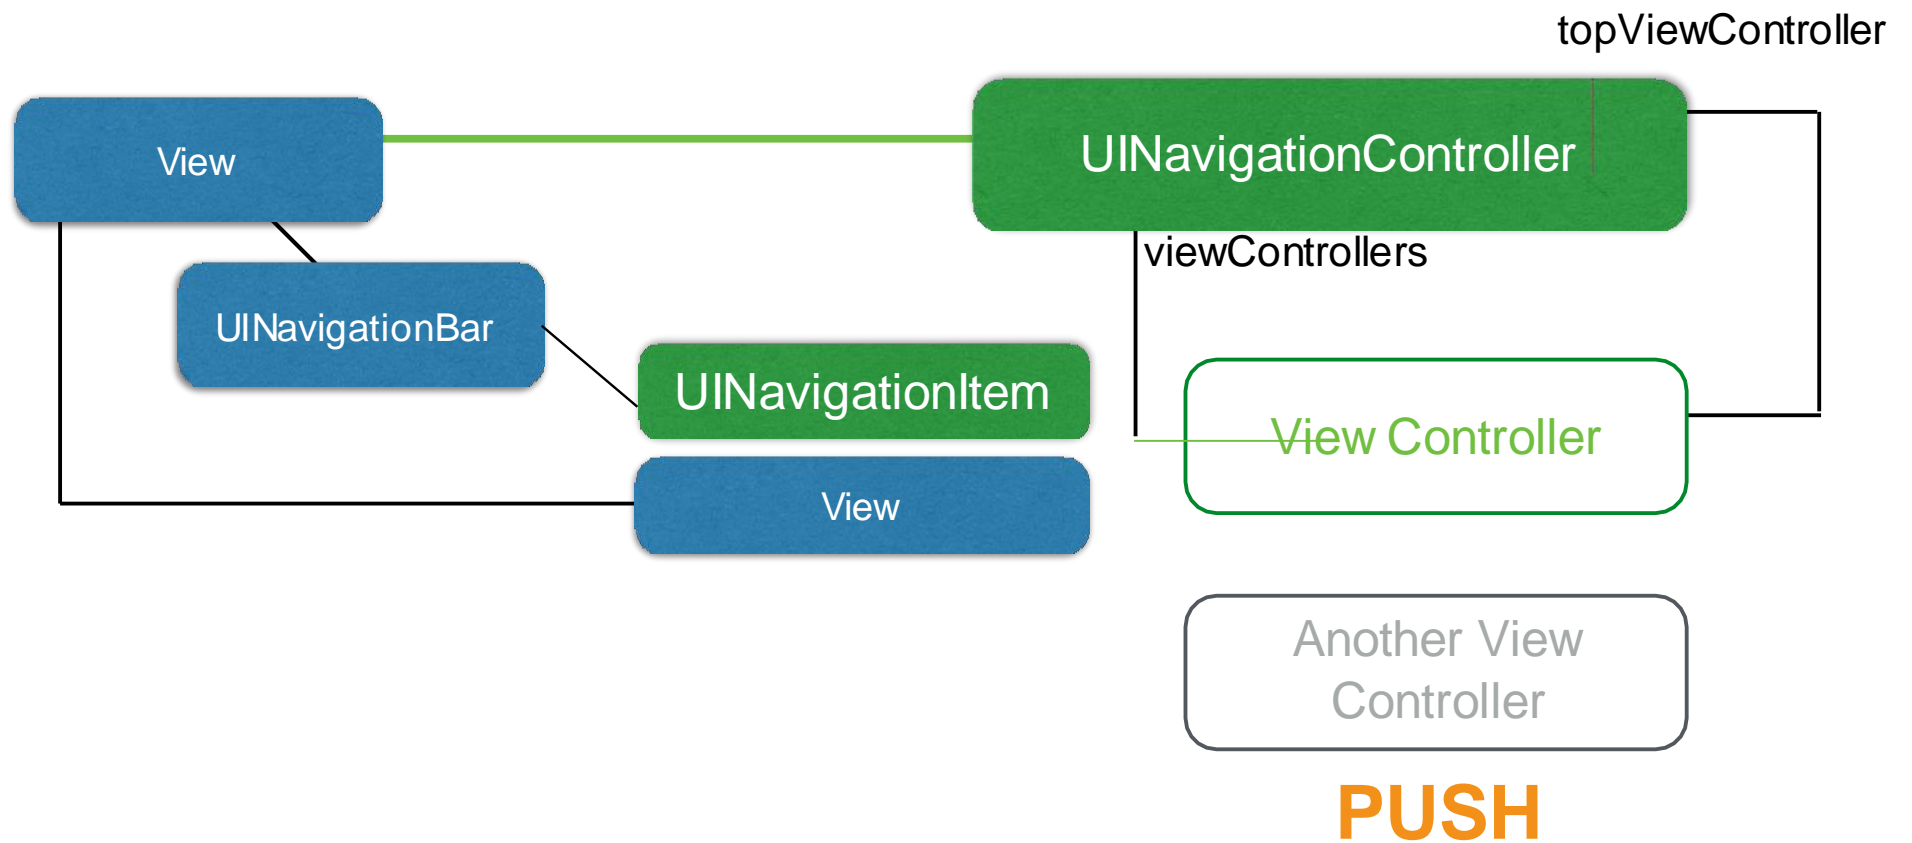 topViewController
View
UINavigationController
viewControllers
UINavigationBar
UINavigationItem
View Controller
View
Another View
Controller
PUSH